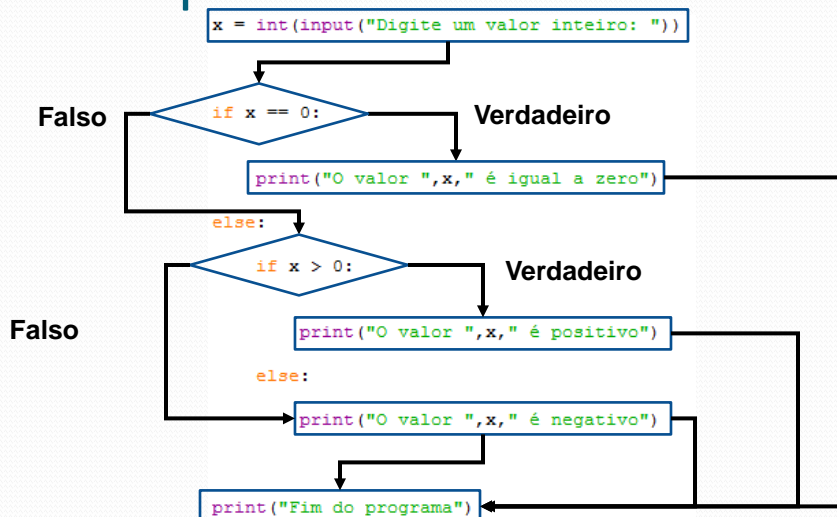 x = int(input("Digite um valor inteiro: "))
Falso
if x == 0:
Verdadeiro
print("O valor ",x," é igual a zero")
else:
if x > 0:
Verdadeiro
Falso
print("O valor ",x," é positivo")
else:
print("O valor ",x," é negativo")
print("Fim do programa")